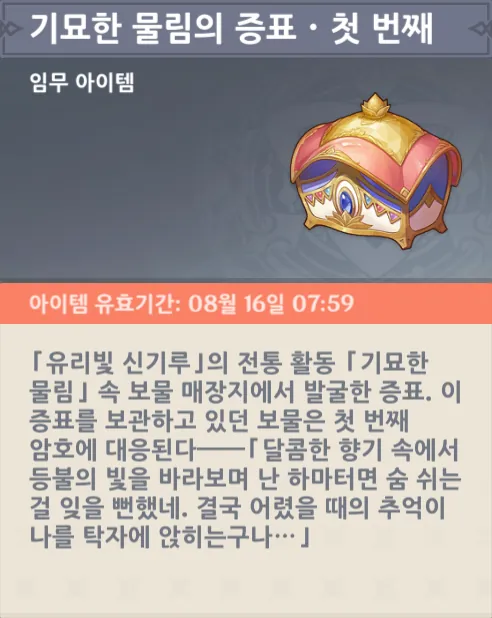 기묘한 물림의 증표 · 첫 번째
임무 아이템
아이템 유효기간: 08월 16일 07:59
「유리빛 신기루」의 전통 활동 「기묘한
물림」 속 보물 매장지에서 발굴한 증표. 이
증표를 보관하고 있던 보물은 첫 번째
암호에 대응된다——「달콤한 향기 속에서
등불의 빛을 바라보며 난 하마터면 숨 쉬는
걸 잊을 뻔했네. 결국 어렸을 때의 추억이
나를 탁자에 앉히는구나…」